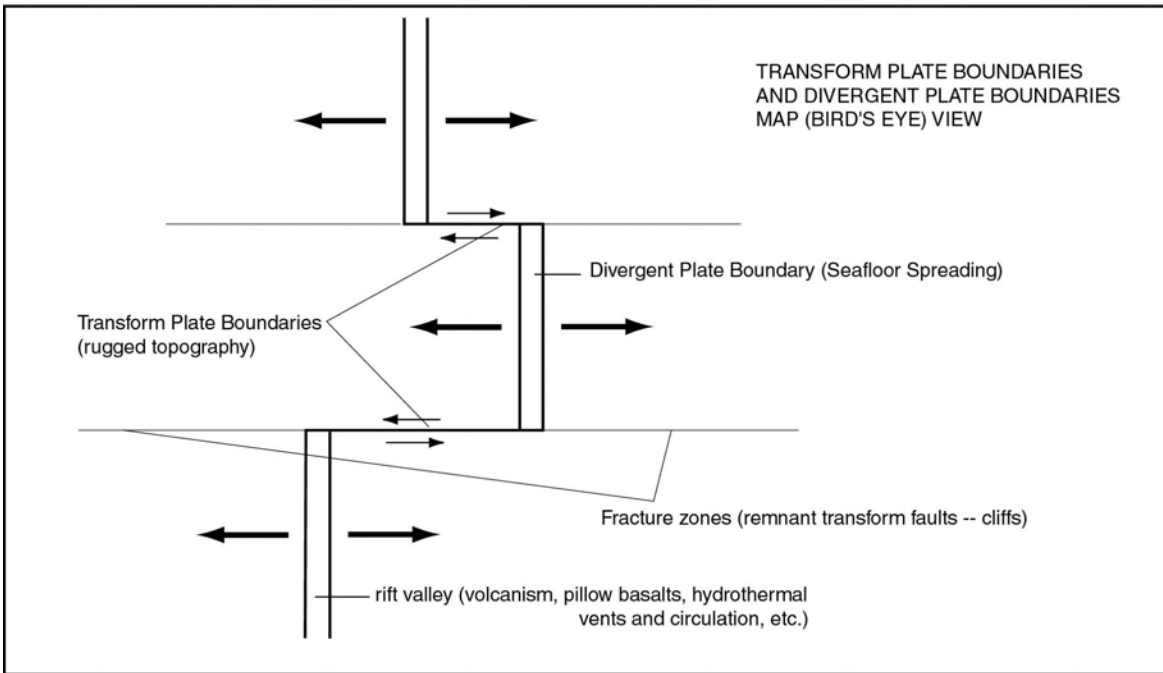 TRANSFORM PLATE BOUNDARIES
AND DIVERGENT PLATE BOUNDARIES
MAP (BIRD'S EYE) VIEW
Divergent Plate Boundary (Seafloor Spreading)
Transform Plate Boundaries
(rugged topography)
Fracture zones (remnant transform faults -- cliffs)
rift valley (volcanism, pillow basalts, hydrothermal
vents and circulation, etc.)